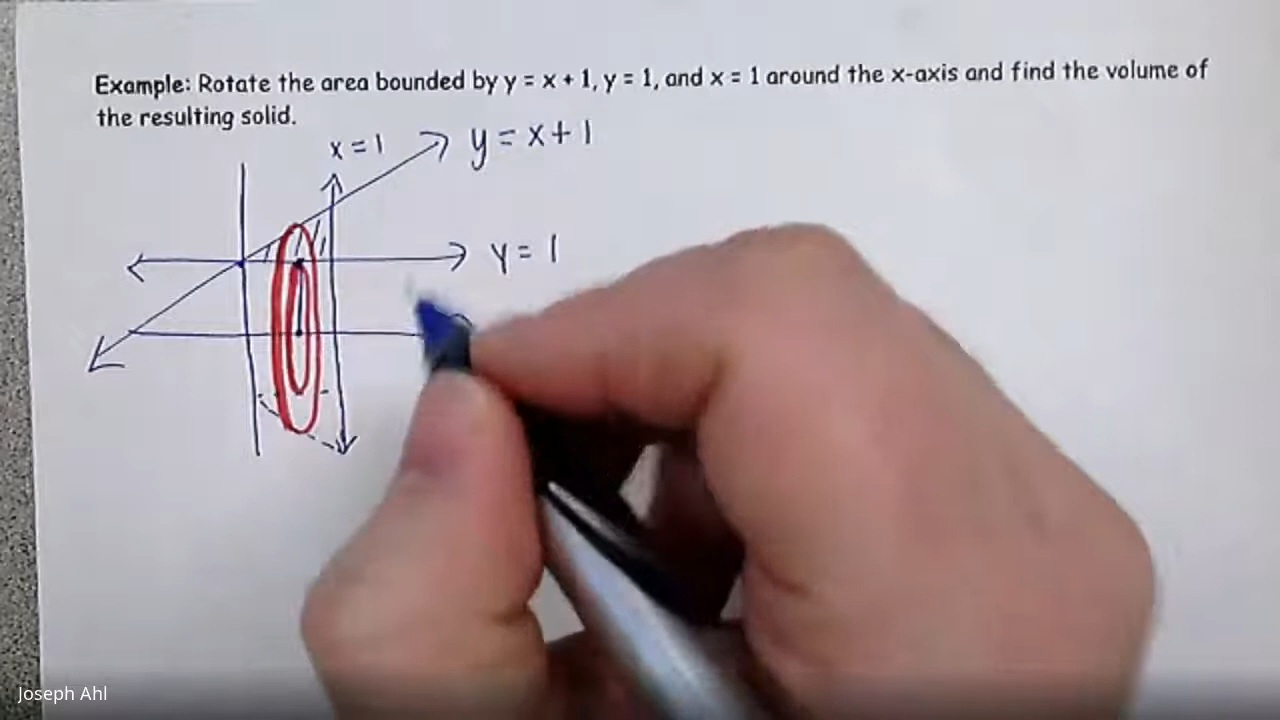 Example: Rotate the area bounded by y = x + 1, y = 1, and x = 1 around the x-axis and find the volume of
the resulting solid.
x = 1
y = x + 1
y = 1
Joseph Ahl